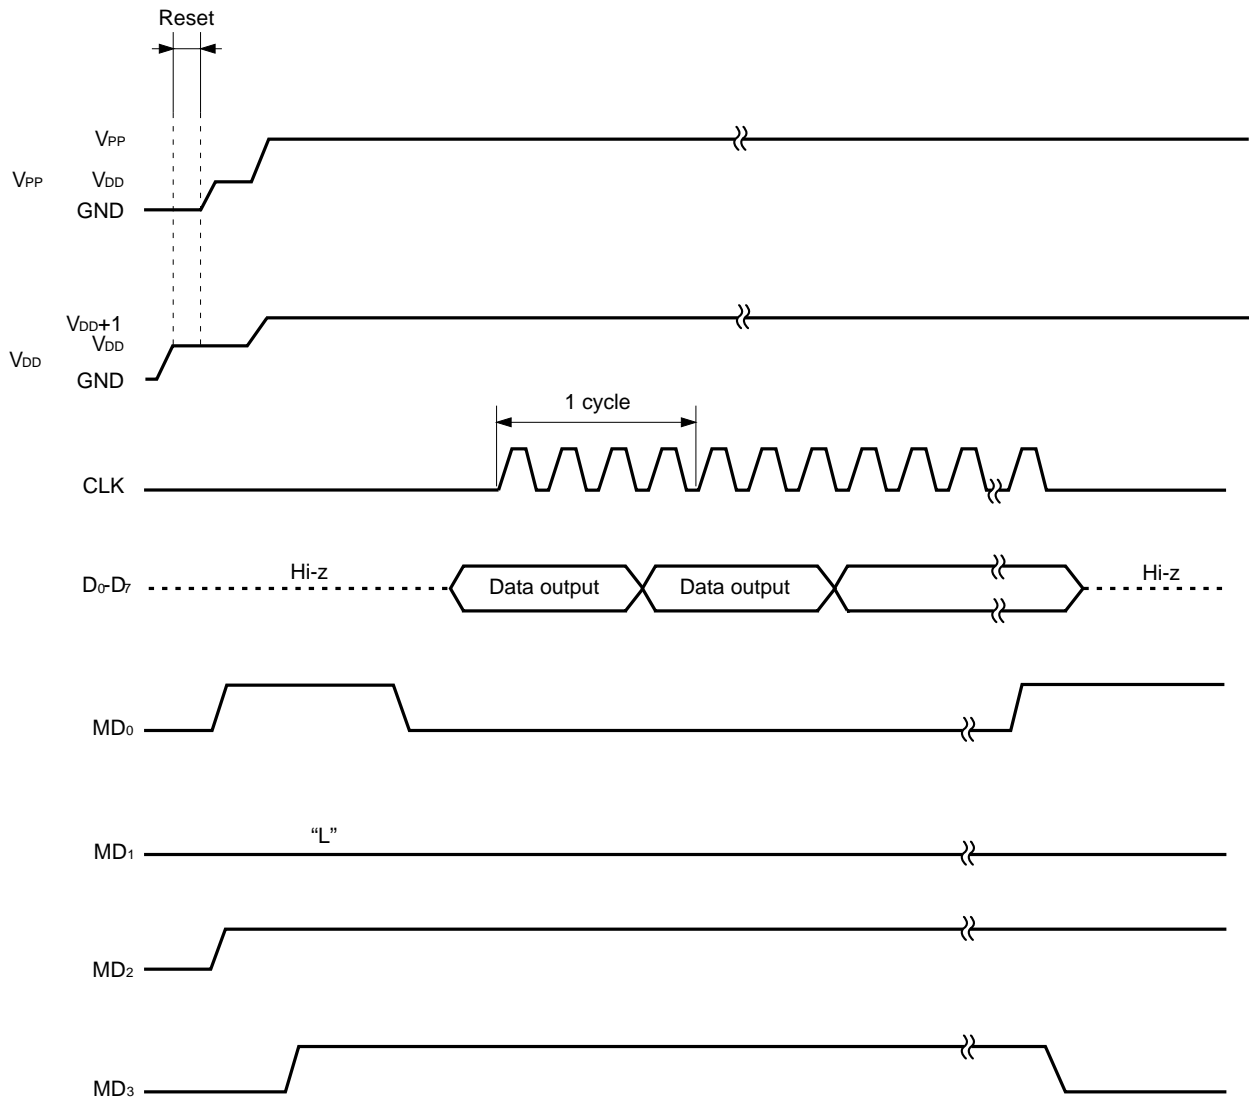 Reset
VPP
VPP VDD
GND
VDD+1
VDD VDD
GND
1 cycle
CLK
D0-D7 Hi-z Data output Data output Hi-z
MD0
“L”
MD1
MD2
MD3